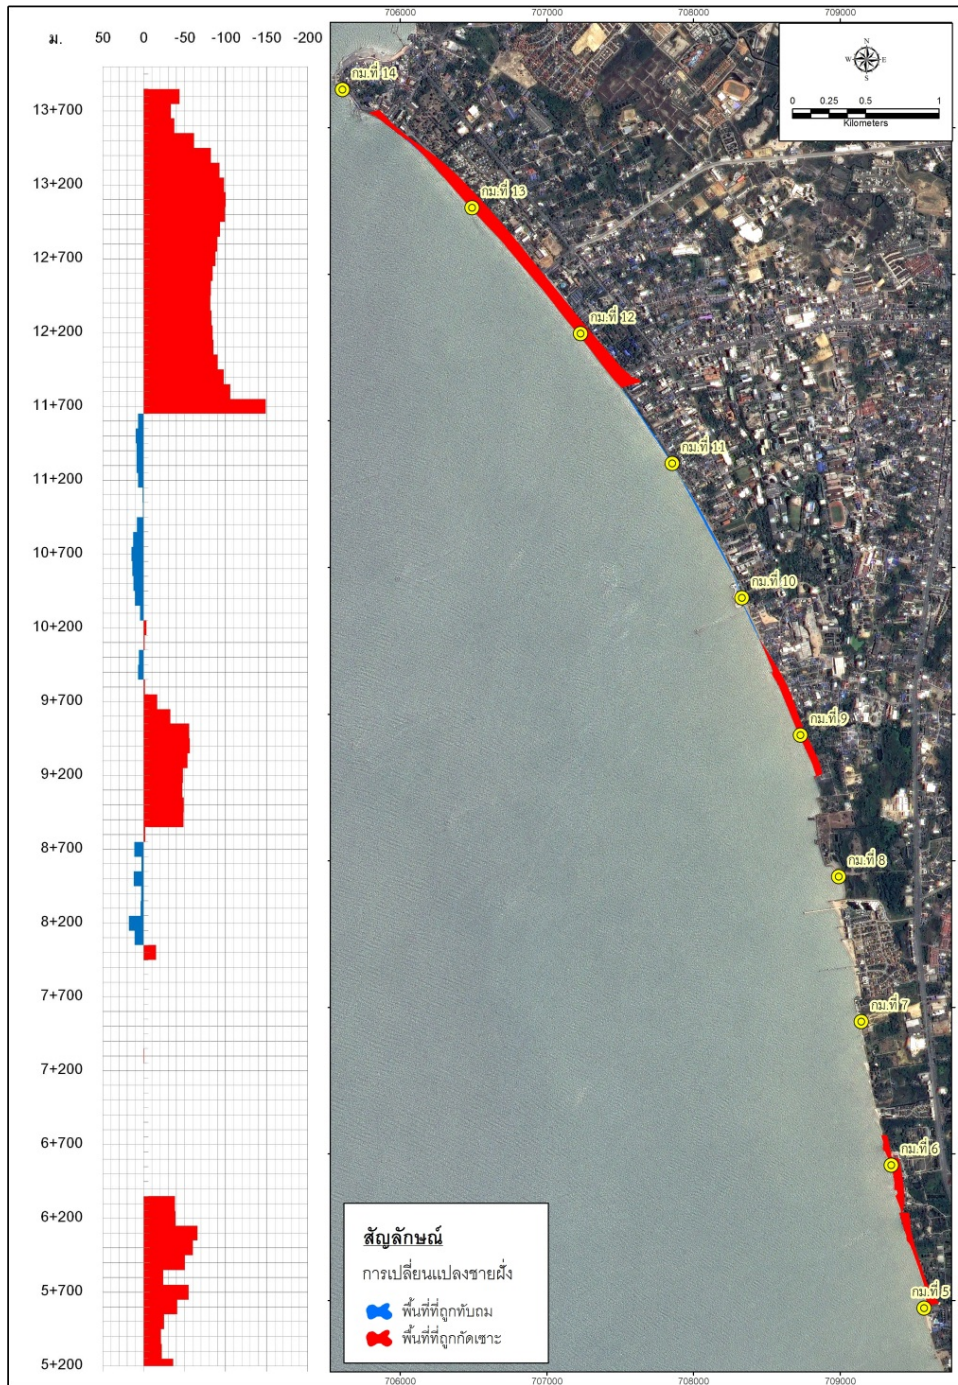 ม. 50 0 -50 -100 -150 -200
13+700
13+200
12+700
12+200
11+700
11+200
10+700
10+200
9+700
9+200
8+700
8+200
7+700
7+200
6+700
6+200
5+700
5+200
706000 707000 708000 709000
N
W E
S
0 0.25 0.5 1
Kilometers
กม.ที่ 14
กม.ที่ 13
กม.ที่ 12
กม.ที่ 11
กม.ที่ 10
กม.ที่ 9
กม.ที่ 8
กม.ที่ 7
กม.ที่ 6
กม.ที่ 5
สัญลักษณ์
การเปลี่ยนแปลงชายฝั่ง
พื้นที่ที่ถูกทับถม
พื้นที่ที่ถูกกัดเซาะ
706000 707000 708000 709000